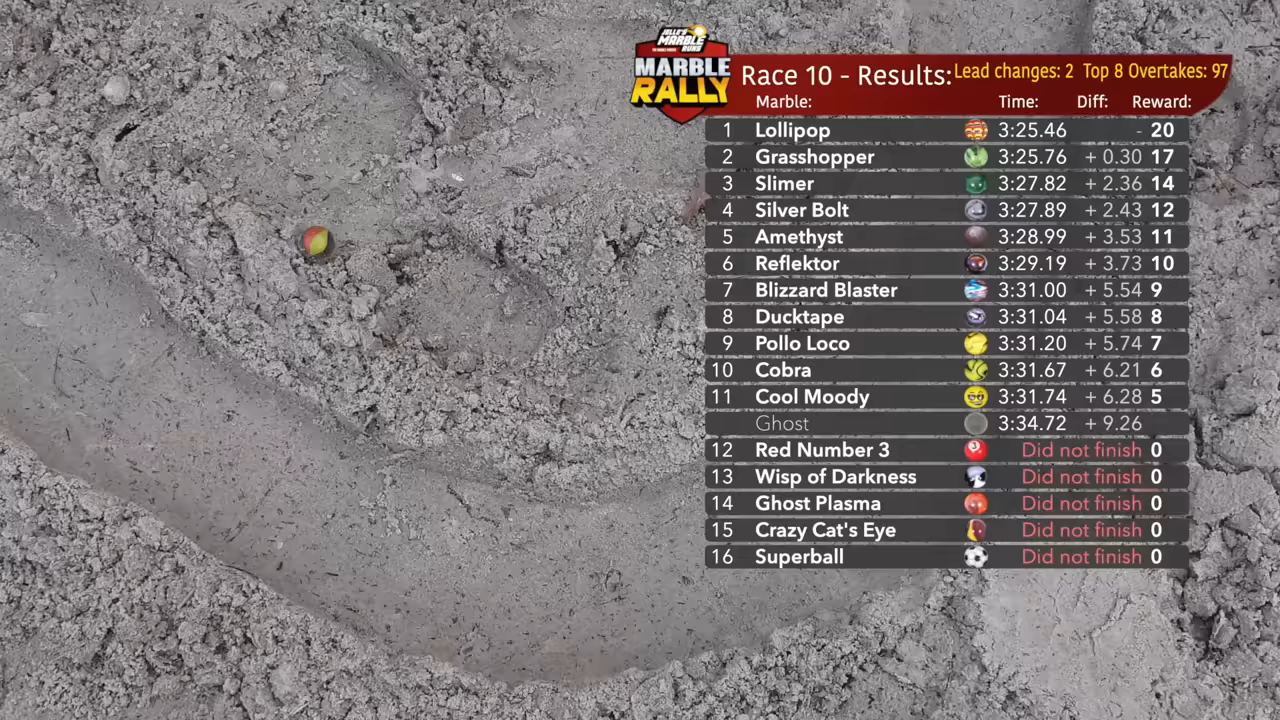 JELLE'S
MARBLE
RUNS
MARBLE
RALLY
Race 10 - Results: Lead changes: 2 Top 8 Overtakes: 97
Marble: Time: Diff: Reward:
1 Lollipop 3:25.46 - 20
2 Grasshopper 3:25.76 + 0.30 17
3 Slimer 3:27.82 + 2.36 14
4 Silver Bolt 3:27.89 + 2.43 12
5 Amethyst 3:28.99 + 3.53 11
6 Reflektor 3:29.19 + 3.73 10
7 Blizzard Blaster 3:31.00 + 5.54 9
8 Ducktape 3:31.04 + 5.58 8
9 Pollo Loco 3:31.20 + 5.74 7
10 Cobra 3:31.67 + 6.21 6
11 Cool Moody 3:31.74 + 6.28 5
Ghost 3:34.72 + 9.26
12 Red Number 3 Did not finish 0
13 Wisp of Darkness Did not finish 0
14 Ghost Plasma Did not finish 0
15 Crazy Cat's Eye Did not finish 0
16 Superball Did not finish 0